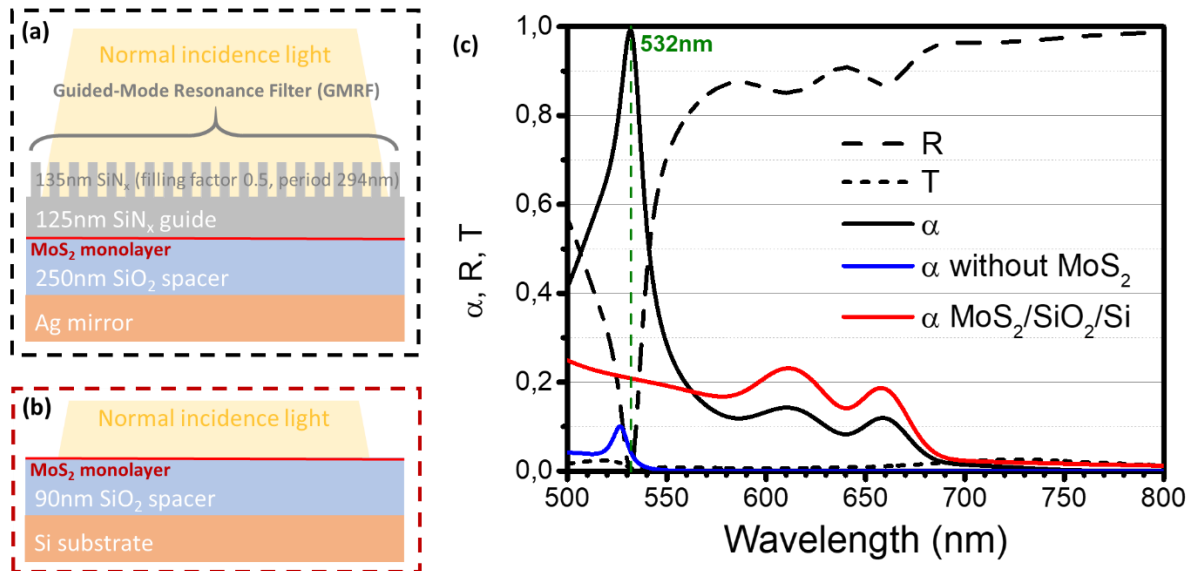 (a)
Normal incidence light
Guided-Mode Resonance Filter (GMRF)
135nm SiNₓ (filling factor 0.5, period 294nm)
125nm SiNₓ guide
MoS₂ monolayer
250nm SiO₂ spacer
Ag mirror
(b)
Normal incidence light
MoS₂ monolayer
90nm SiO₂ spacer
Si substrate
(c)
532nm
R
T
α
α without MoS₂
α MoS₂/SiO₂/Si
α, R, T
1,0
0,8
0,6
0,4
0,2
0,0
500 550 600 650 700 750 800
Wavelength (nm)